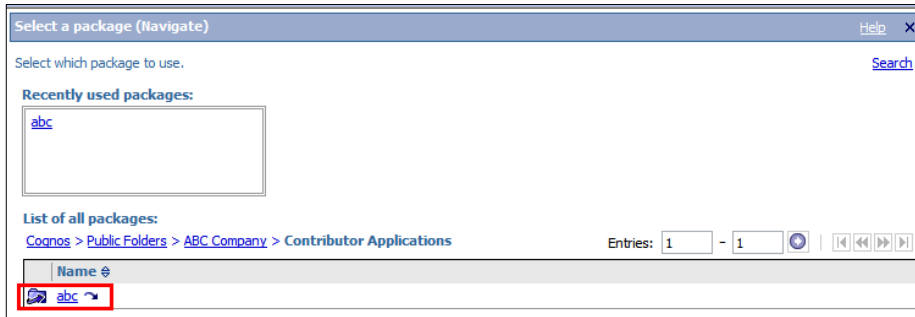 Select a package (Navigate) Help X
Select which package to use. Search
Recently used packages:
abc
List of all packages:
Cognos > Public Folders > ABC Company > Contributor Applications Entries: 1 - 1
Name
abc